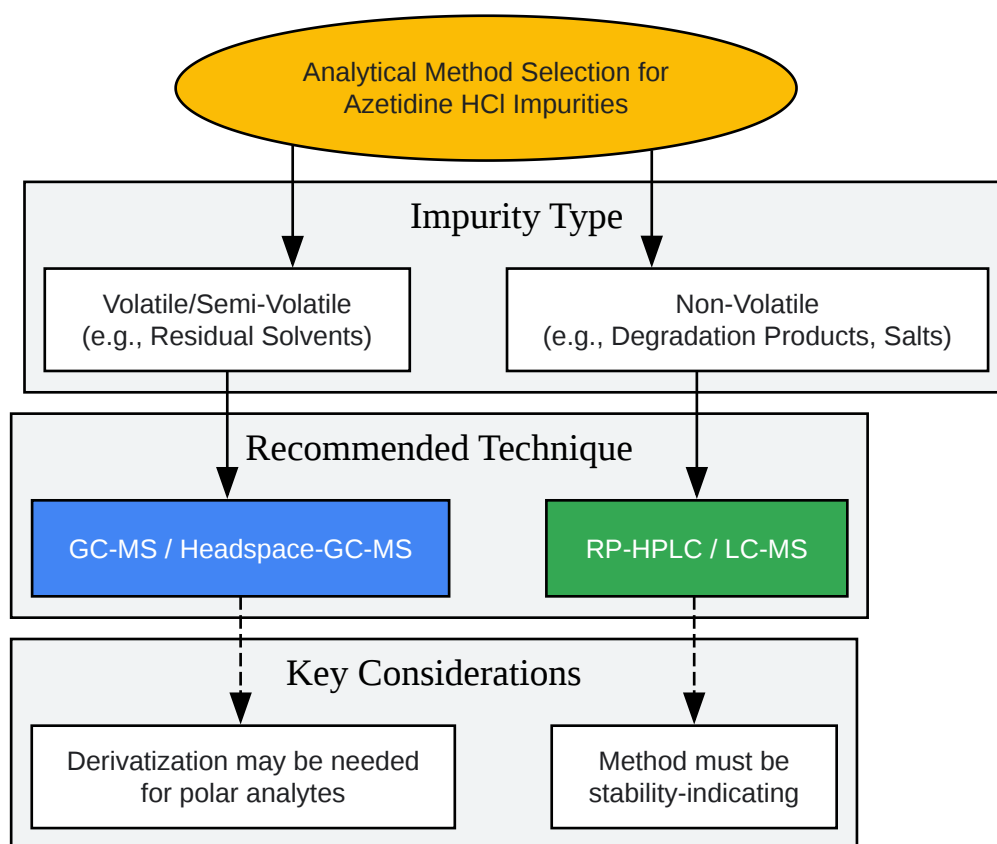 Analytical Method Selection for
Azetidine HCl Impurities
Impurity Type
Volatile/Semi-Volatile
(e.g., Residual Solvents)
Non-Volatile
(e.g., Degradation Products, Salts)
Recommended Technique
GC-MS / Headspace-GC-MS
RP-HPLC / LC-MS
Key Considerations
Derivatization may be needed
for polar analytes
Method must be
stability-indicating